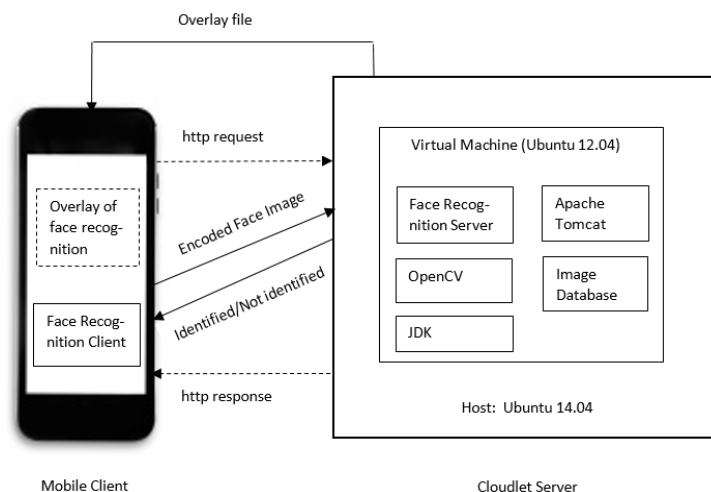 Overlay file
http request
Virtual Machine (Ubuntu 12.04)
Overlay of
face recog-
nition
Encoded Face Image
Face Recog-
nition Server
Apache
Tomcat
OpenCV
Image
Database
Identified/Not identified
Face Recog-
nition Client
JDK
http response
Host: Ubuntu 14.04
Mobile Client
Cloudlet Server